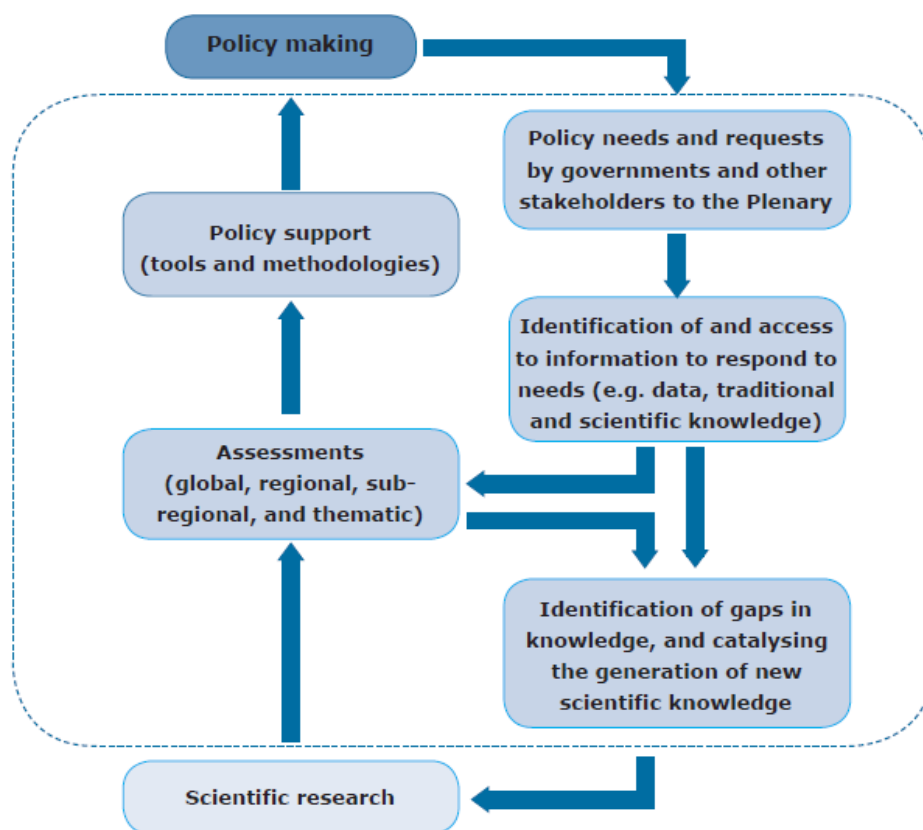 Policy making
Policy needs and requests
by governments and other
stakeholders to the Plenary
Policy support
(tools and methodologies)
Identification of and access
to information to respond to
needs (e.g. data, traditional
and scientific knowledge)
Assessments
(global, regional, sub-
regional, and thematic)
Identification of gaps in
knowledge, and catalysing
the generation of new
scientific knowledge
Scientific research